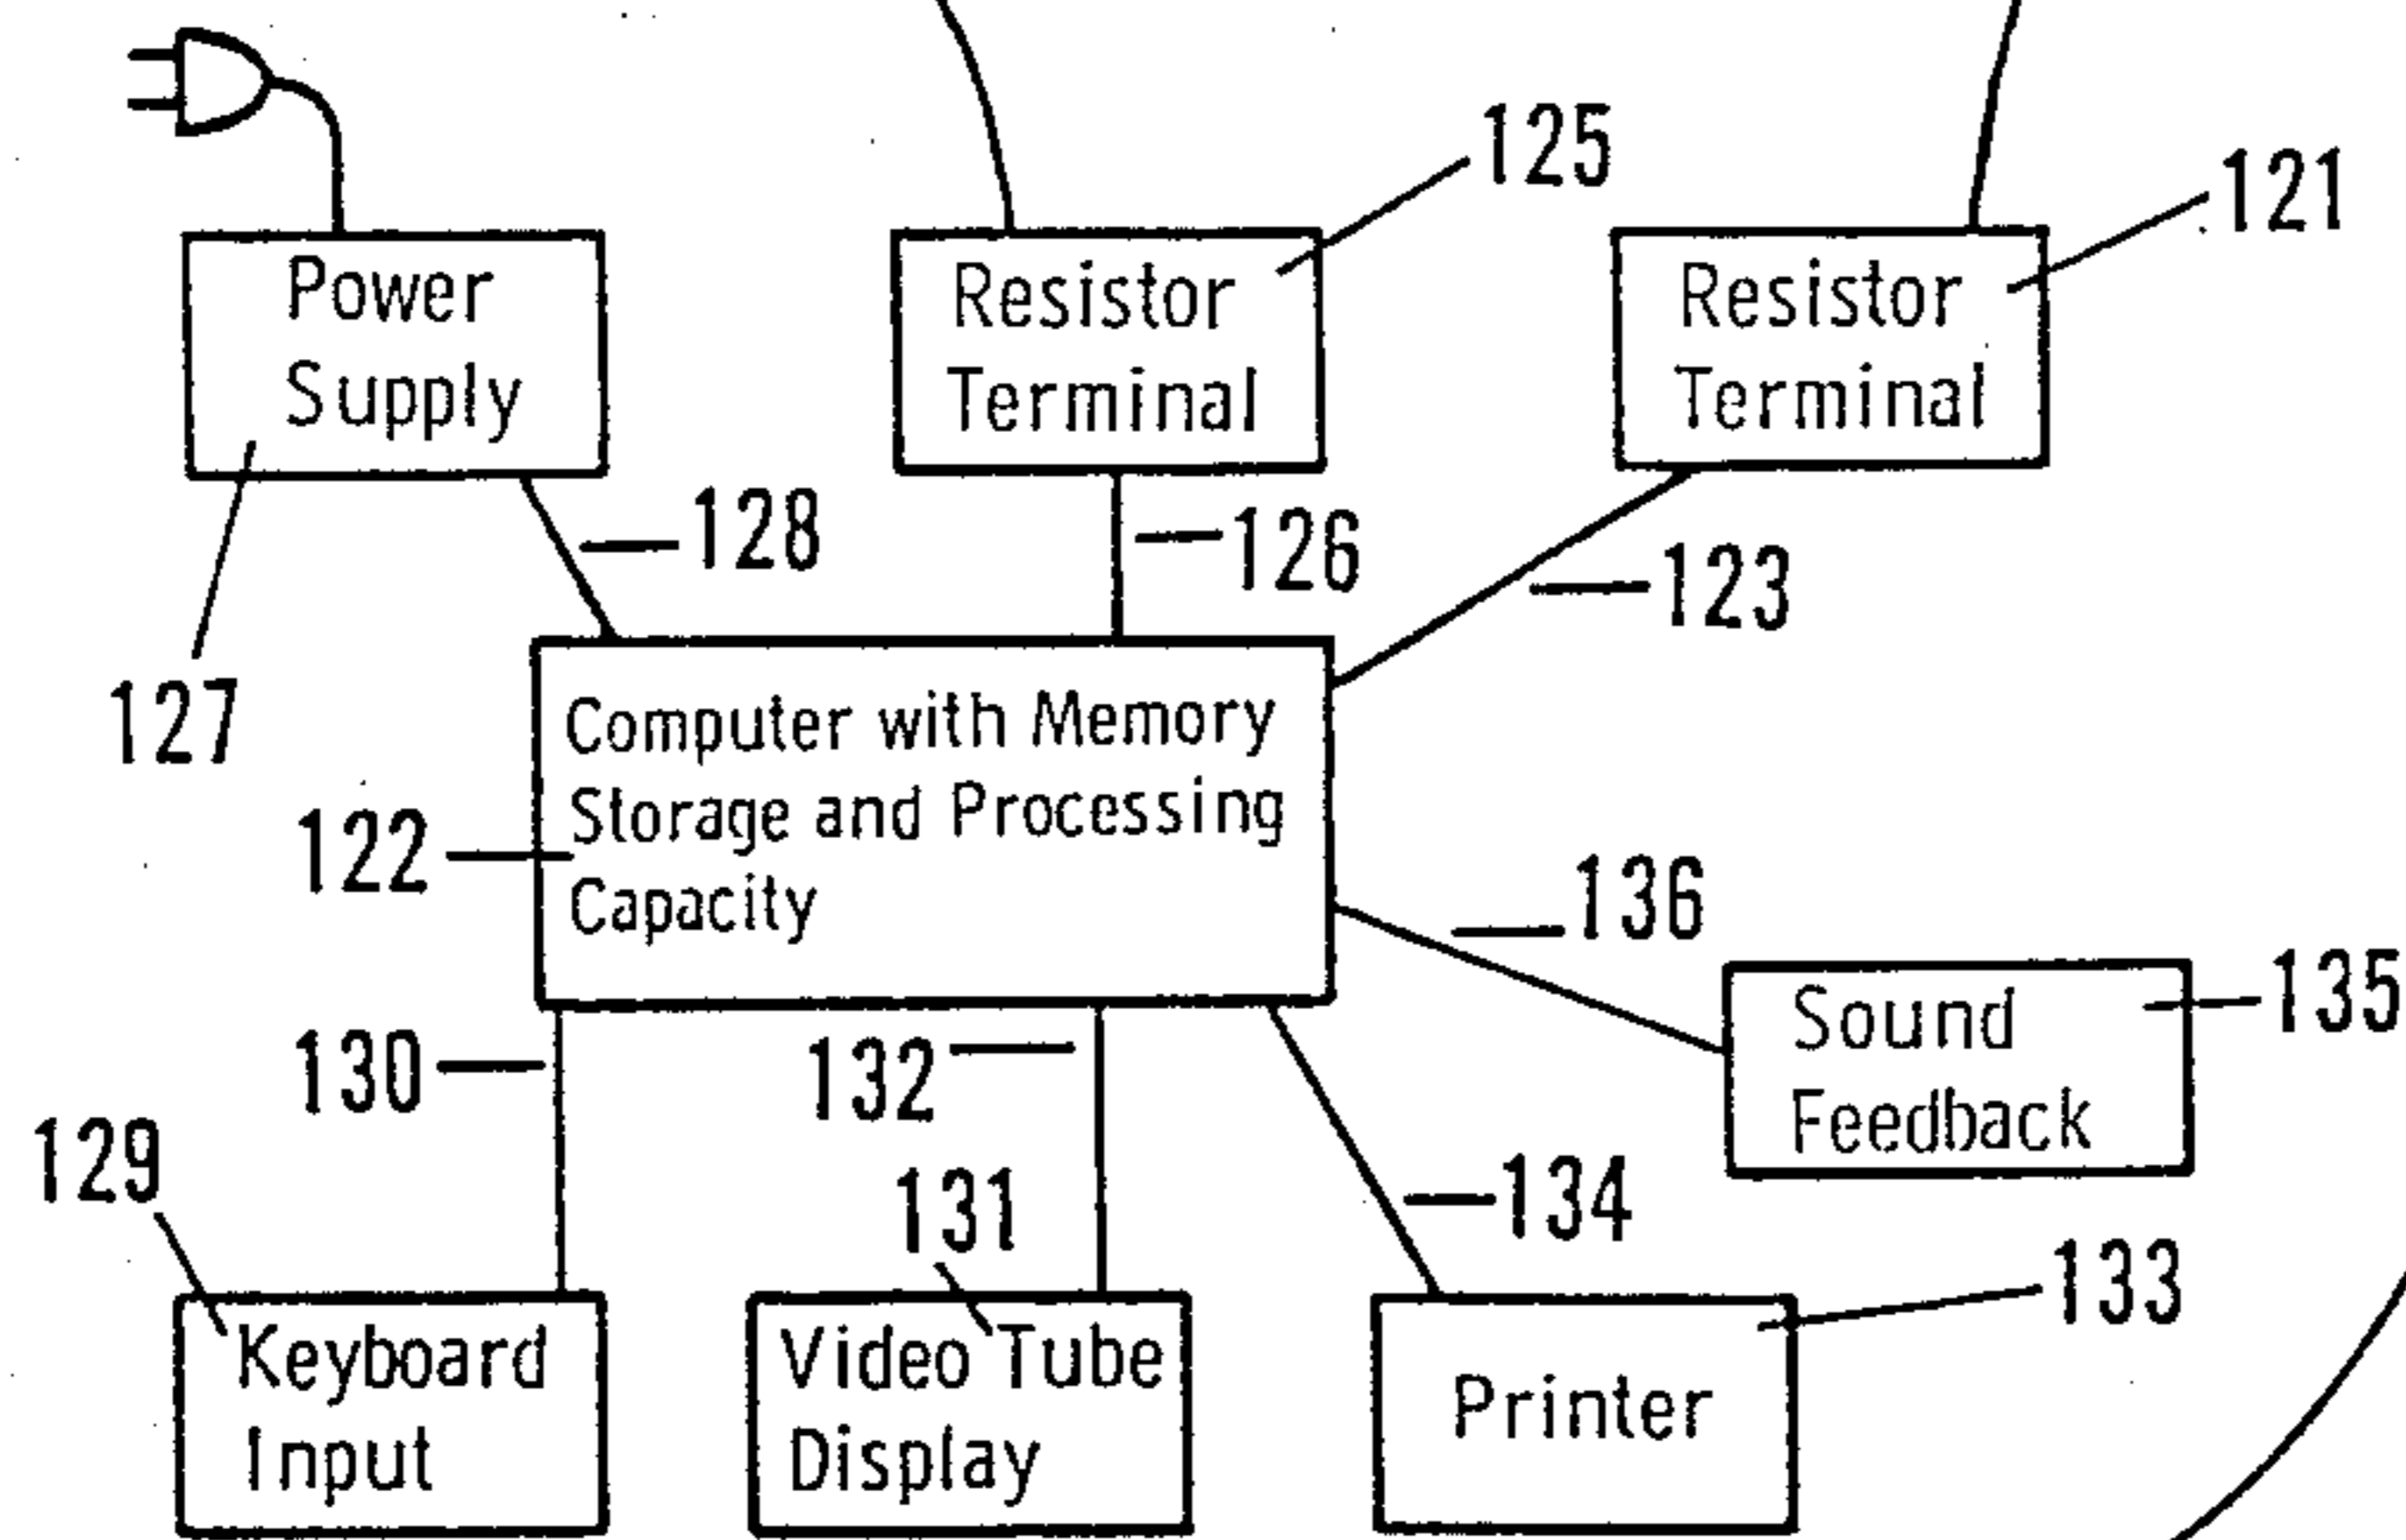 125
121
Power
Supply
Resistor
Terminal
Resistor
Terminal
128
126
123
127
Computer with Memory
Storage and Processing
Capacity
122
136
135
Sound
Feedback
130
132
129
131
134
133
Keyboard
Input
Video Tube
Display
Printer